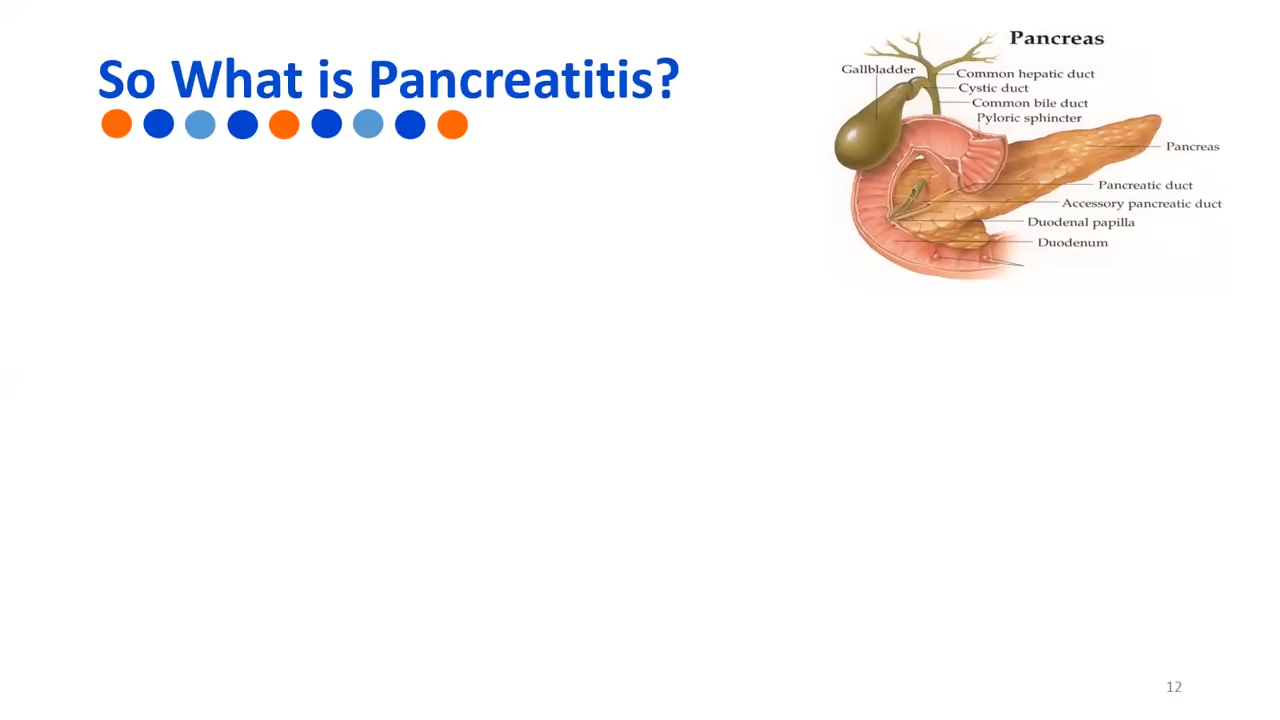 So What is Pancreatitis?
Pancreas
Gallbladder
Common hepatic duct
Cystic duct
Common bile duct
Pyloric sphincter
Pancreas
Pancreatic duct
Accessory pancreatic duct
Duodenal papilla
Duodenum
12